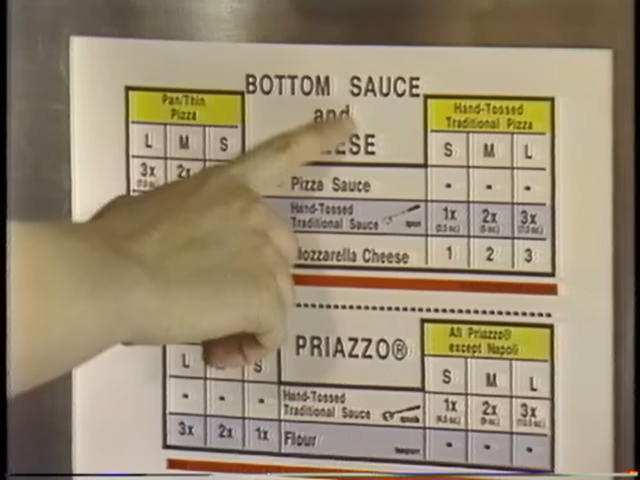 BOTTOM SAUCE
and
Pan/Thin
Pizza
Hand-Tossed
Traditional Pizza
L M S
S M L
3x 2x
Pizza Sauce - - -
Hand-Tossed
Traditional Sauce
1x 2x 3x
Mozzarella Cheese 1 2 3
PRIAZZO®
All Priazzo®
except Napoli
L S
S M L
- - - Hand-Tossed
Traditional Sauce
1x 2x 3x
3x 2x 1x Flour - - -